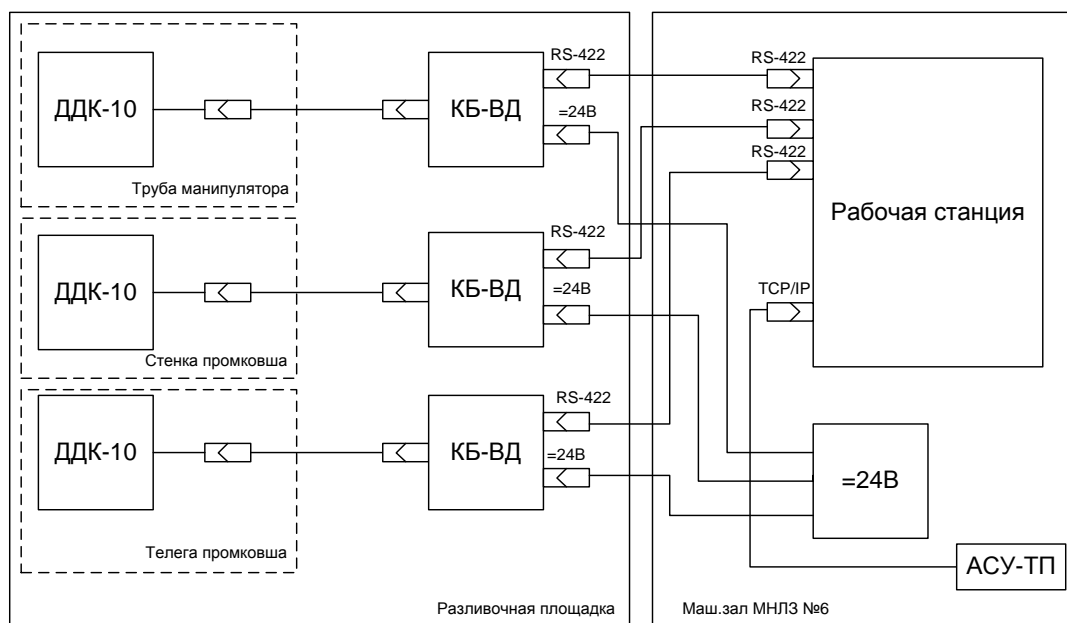 ДДК-10
Труба манипулятора
КБ-ВД
RS-422
=24В
ДДК-10
Стенка промковша
КБ-ВД
RS-422
=24В
ДДК-10
Телега промковша
КБ-ВД
RS-422
=24В
Разливочная площадка
RS-422
RS-422
RS-422
TCP/IP
Рабочая станция
=24В
АСУ-ТП
Маш.зал МНЛЗ №6